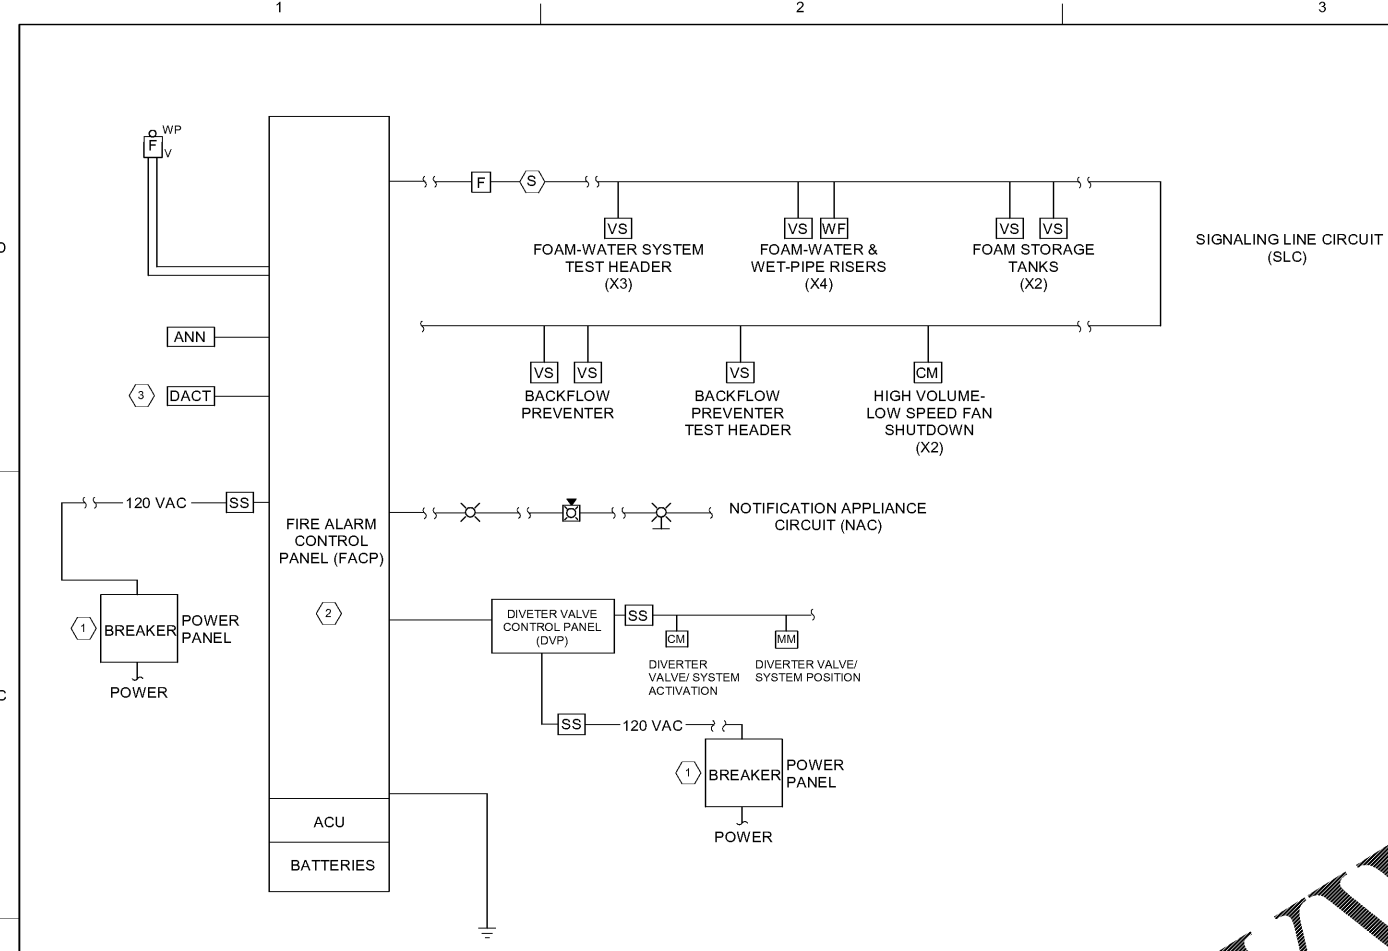 1
2
3
WP
F
V
F
S
VS
VS
WF
VS
VS
FOAM-WATER SYSTEM
TEST HEADER
(X3)
FOAM-WATER &
WET-PIPE RISERS
(X4)
FOAM STORAGE
TANKS
(X2)
SIGNALING LINE CIRCUIT
(SLC)
ANN
3
DACT
VS
VS
VS
CM
BACKFLOW
PREVENTER
BACKFLOW
PREVENTER
TEST HEADER
HIGH VOLUME-
LOW SPEED FAN
SHUTDOWN
(X2)
120 VAC
SS
FIRE ALARM
CONTROL
PANEL (FACP)
2
NOTIFICATION APPLIANCE
CIRCUIT (NAC)
1
BREAKER
POWER
PANEL
POWER
DIVETER VALVE
CONTROL PANEL
(DVP)
SS
CM
MM
DIVERTER
VALVE/ SYSTEM
ACTIVATION
DIVERTER VALVE/
SYSTEM POSITION
C
SS
120 VAC
1
BREAKER
POWER
PANEL
POWER
ACU
BATTERIES